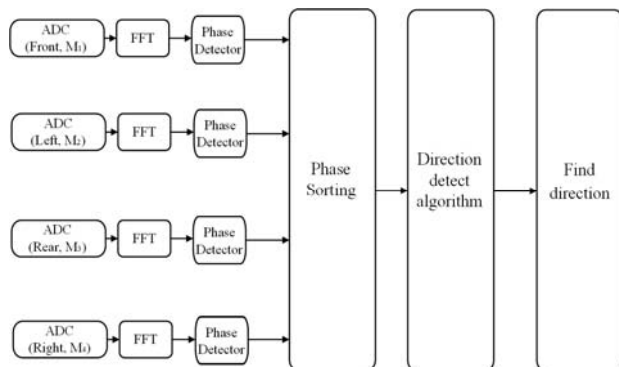 ADC
(Front, M₁)
FFT
Phase
Detector
ADC
(Left, M₂)
FFT
Phase
Detector
ADC
(Rear, M₃)
FFT
Phase
Detector
ADC
(Right, M₄)
FFT
Phase
Detector
Phase
Sorting
Direction
detect
algorithm
Find
direction